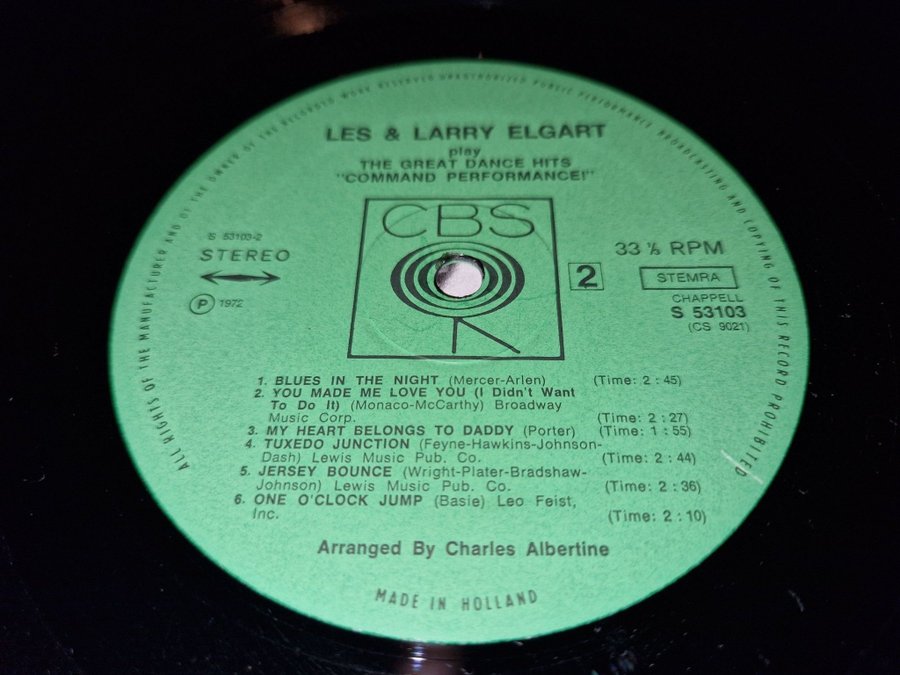 ALL RIGHTS OF THE MANUFACTURER AND OF THE OWNER OF THE RECORDED WORK RESERVED UNAUTHORIZED PUBLIC PERFORMANCE BROADCASTING AND COPYING OF THIS RECORD PROHIBITED
LES & LARRY ELGART
play
THE GREAT DANCE HITS
"COMMAND PERFORMANCE!"
CBS
S 53103-2
STEREO
Ⓟ 1972
2
33 ⅓ RPM
STEMRA
CHAPPELL
S 53103
(CS 9021)
1. BLUES IN THE NIGHT (Mercer-Arlen) (Time: 2 : 45)
2. YOU MADE ME LOVE YOU (I Didn't Want
To Do It) (Monaco-McCarthy) Broadway
Music Corp. (Time: 2 : 27)
3. MY HEART BELONGS TO DADDY (Porter) (Time: 1 : 55)
4. TUXEDO JUNCTION (Feyne-Hawkins-Johnson-
Dash) Lewis Music Pub. Co. (Time: 2 : 44)
5. JERSEY BOUNCE (Wright-Plater-Bradshaw-
Johnson) Lewis Music Pub. Co. (Time: 2 : 36)
6. ONE O'CLOCK JUMP (Basie) Leo Feist,
Inc. (Time: 2 : 10)
Arranged By Charles Albertine
MADE IN HOLLAND